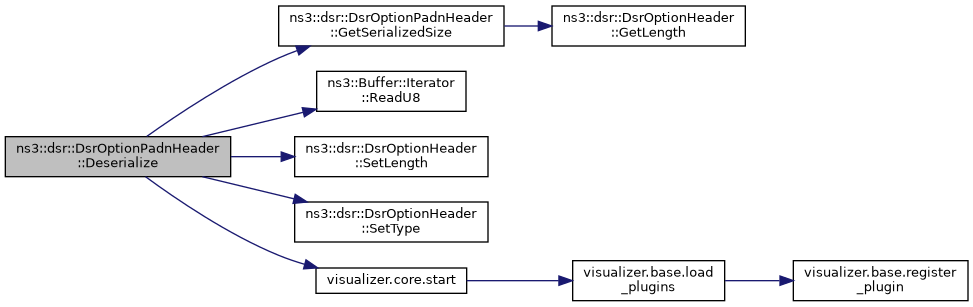 ns3::dsr::DsrOptionPadnHeader
::GetSerializedSize
ns3::dsr::DsrOptionHeader
::GetLength
ns3::Buffer::Iterator
::ReadU8
ns3::dsr::DsrOptionPadnHeader
::Deserialize
ns3::dsr::DsrOptionHeader
::SetLength
ns3::dsr::DsrOptionHeader
::SetType
visualizer.core.start
visualizer.base.load
_plugins
visualizer.base.register
_plugin